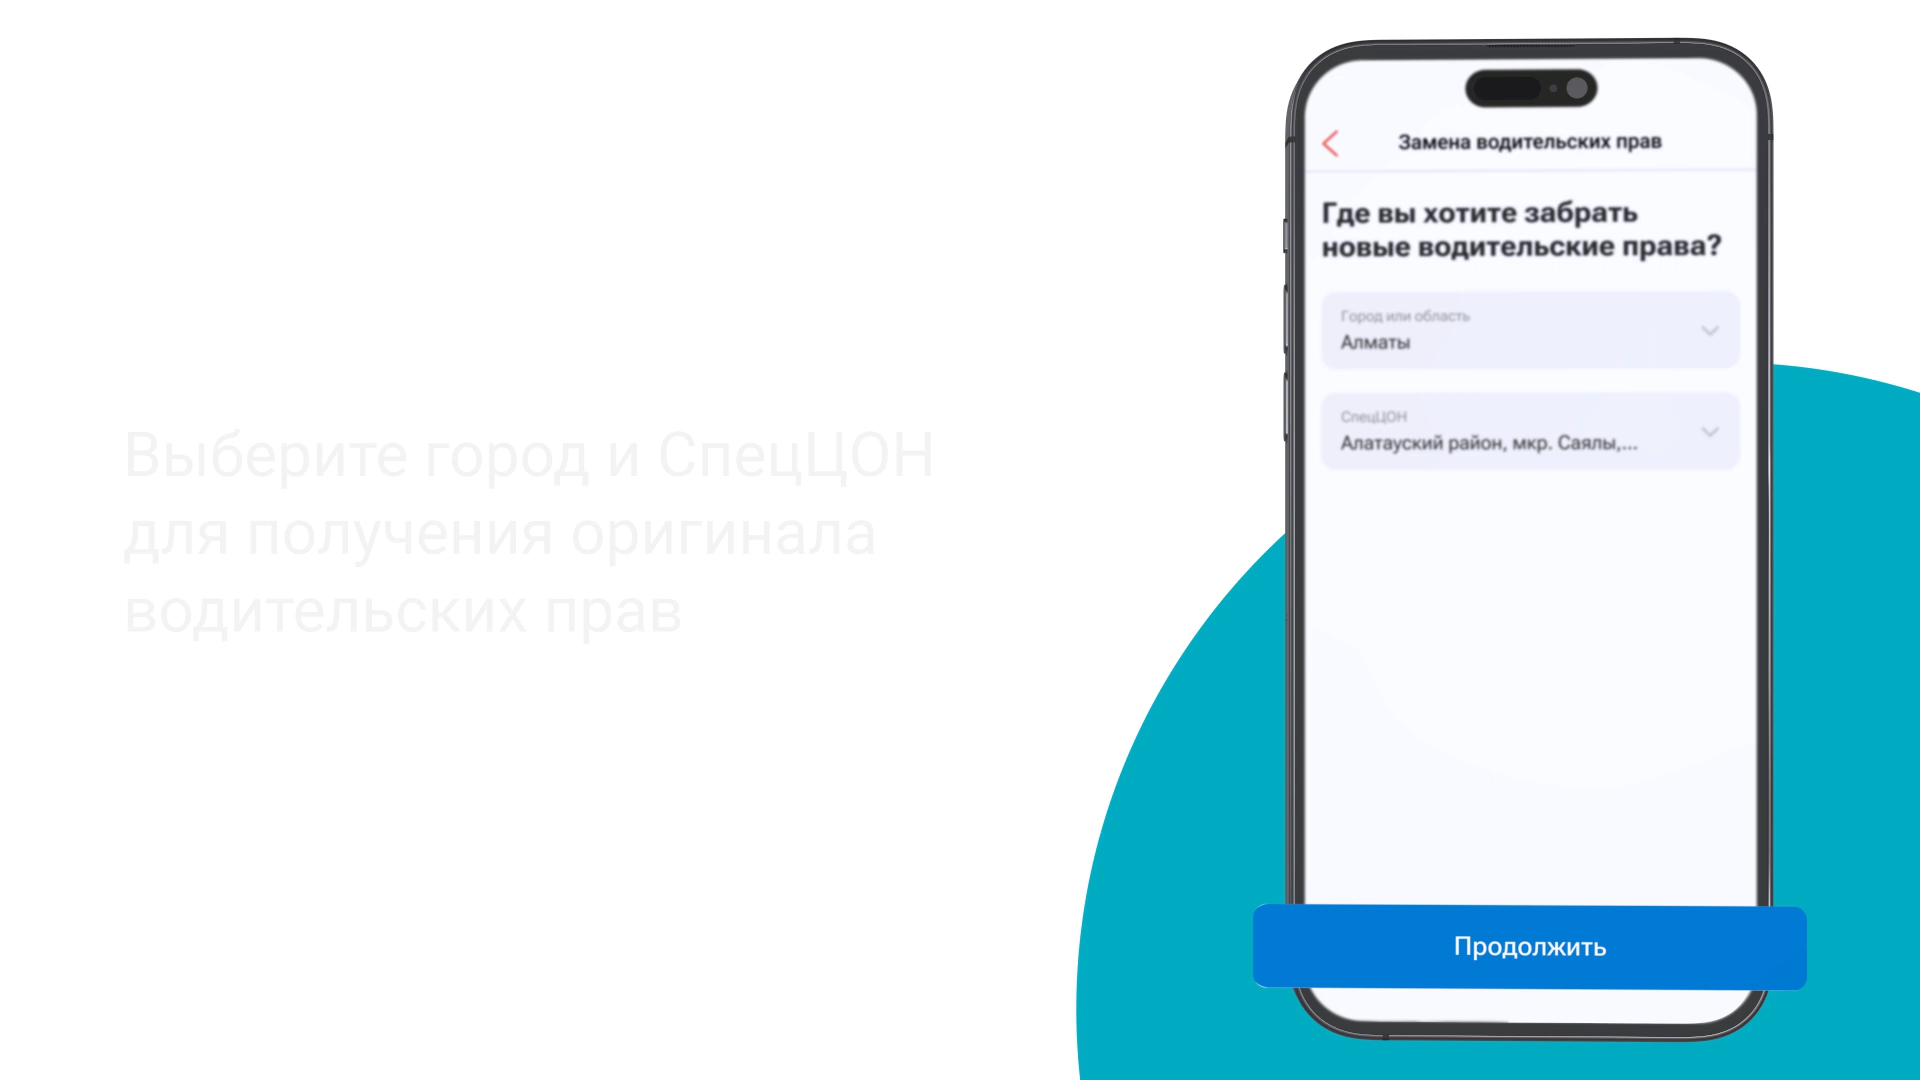 Выберите город и СпецЦОН
для получения оригинала
водительских прав
Замена водительских прав
Где вы хотите забрать
новые водительские права?
Город или область
Алматы
СпецЦОН
Алатауский район, мкр. Саялы,...
Продолжить